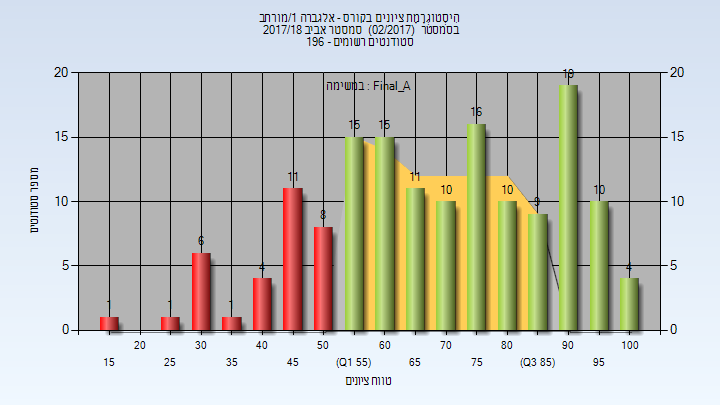 היסטוגרמת ציונים בקורס - אלגברה 1/מורתב
בסמסטר (02/2017) סמסטר אביב 2017/18
סטודנטים רשומים - 196
במשימה : Final_A
מספר סטודנטים
20 15 10 5 0
20 15 10 5 0
1 1 6 1 4 11 8 15 15 11 10 16 10 9 19 10 4
20 30 40 50 60 70 80 90 100
15 25 35 45 (Q1 55) 65 75 (Q3 85) 95
טווח ציונים